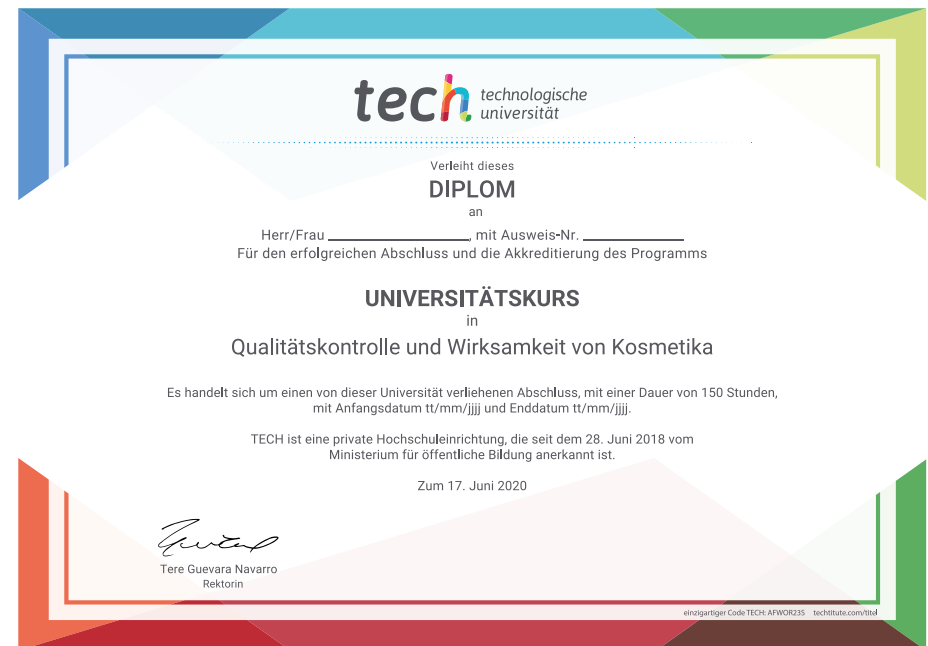 tech technologische
universität
Verleiht dieses
DIPLOM
an
Herr/Frau ____________, mit Ausweis-Nr. ____________
Für den erfolgreichen Abschluss und die Akkreditierung des Programms
UNIVERSITÄTSKURS
in
Qualitätskontrolle und Wirksamkeit von Kosmetika
Es handelt sich um einen von dieser Universität verliehenen Abschluss, mit einer Dauer von 150 Stunden,
mit Anfangsdatum tt/mm/jjjj und Enddatum tt/mm/jjjj.
TECH ist eine private Hochschuleinrichtung, die seit dem 28. Juni 2018 vom
Ministerium für öffentliche Bildung anerkannt ist.
Zum 17. Juni 2020
Tere Guevara Navarro
Rektorin
einzigartiger Code TECH: AFWOR23S techtitute.com/titel